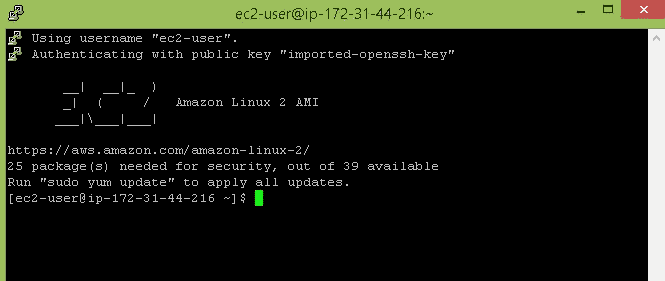 ec2-user@ip-172-31-44-216:~
Using username "ec2-user".
Authenticating with public key "imported-openssh-key"
       __|  __|_  )
       _|  (     /   Amazon Linux 2 AMI
      ___|\___|___|
https://aws.amazon.com/amazon-linux-2/
25 package(s) needed for security, out of 39 available
Run "sudo yum update" to apply all updates.
[ec2-user@ip-172-31-44-216 ~]$